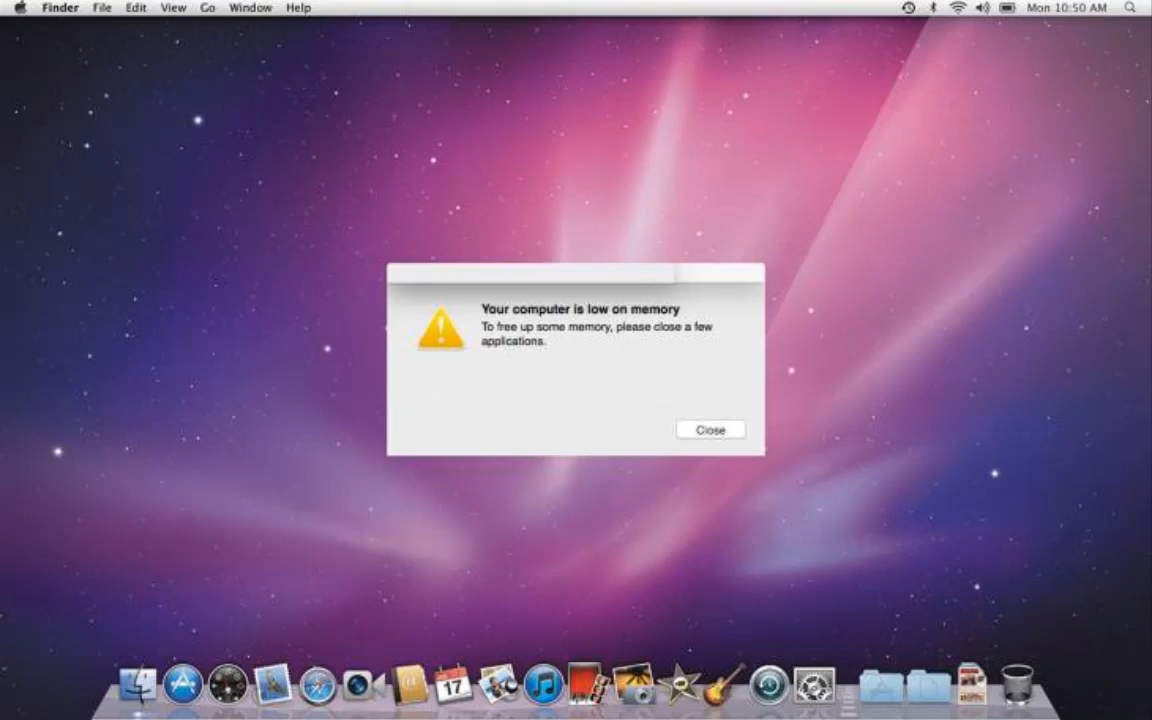 Finder File Edit View Go Window Help Mon 10:50 AM
Your computer is low on memory
To free up some memory, please close a few
applications.
Close
17